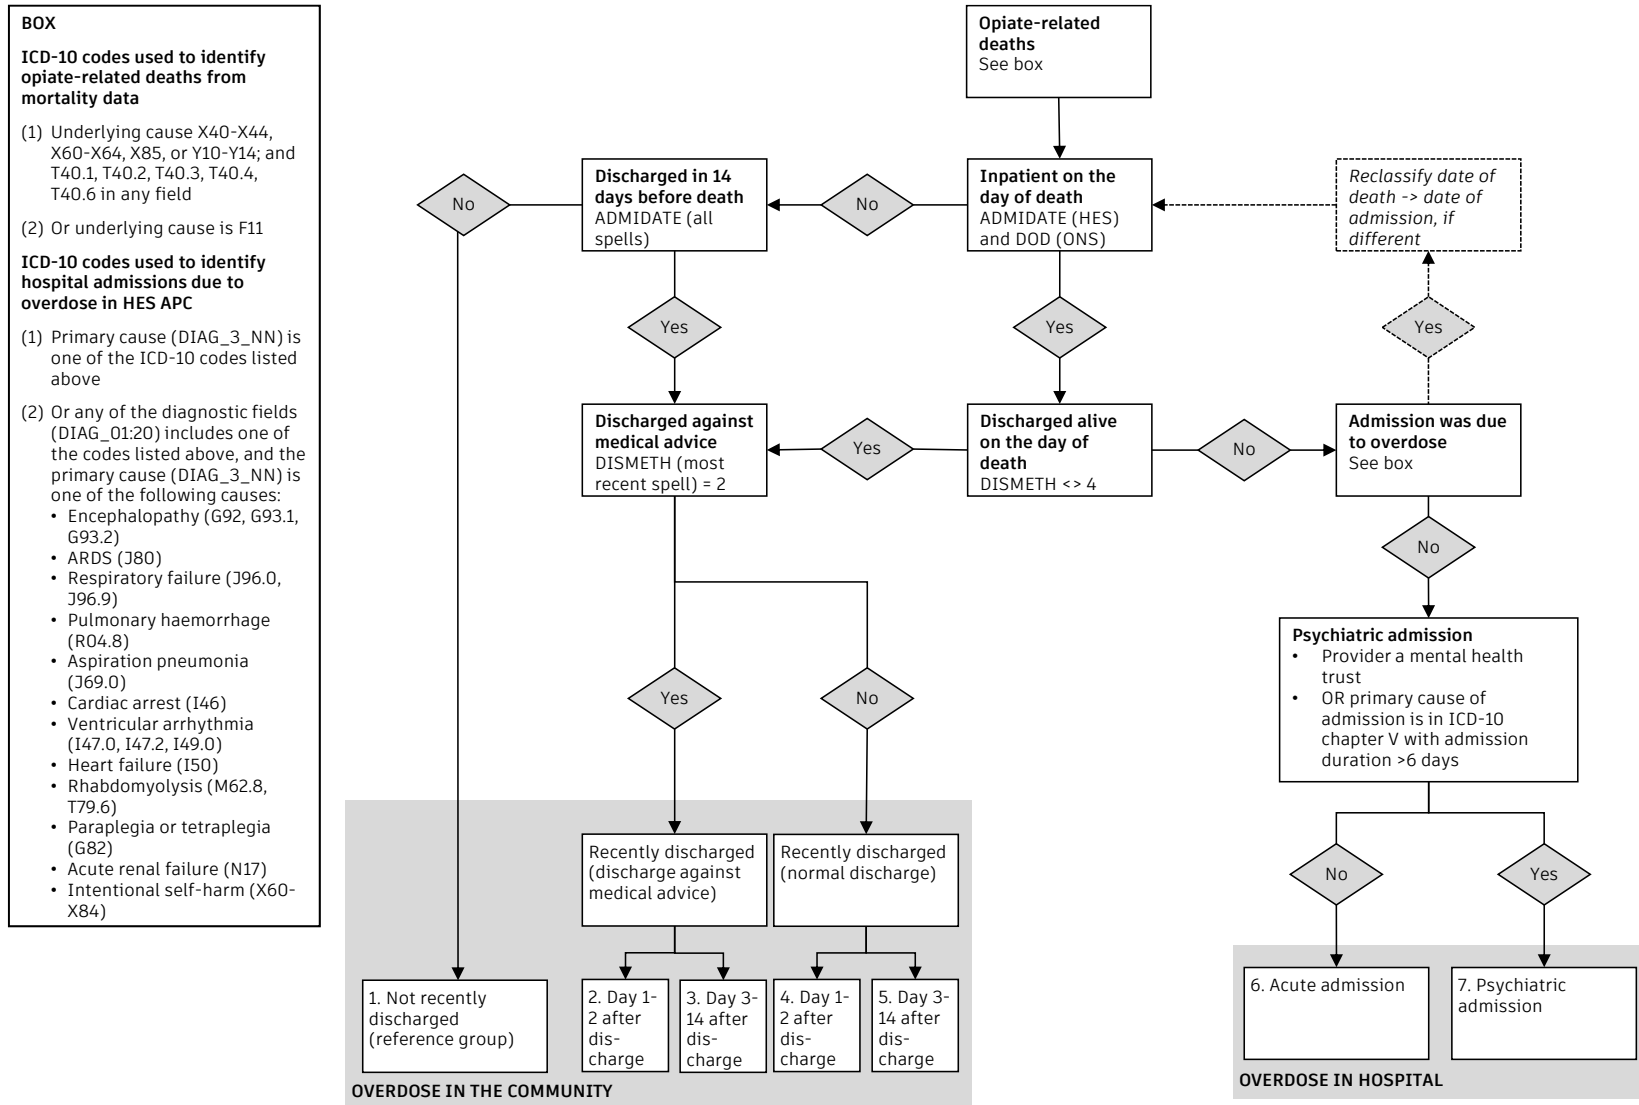 BOX
ICD-10 codes used to identify
opiate-related deaths from
mortality data
(1) Underlying cause X40-X44,
X60-X64, X85, or Y10-Y14; and
T40.1, T40.2, T40.3, T40.4,
T40.6 in any field
(2) Or underlying cause is F11
ICD-10 codes used to identify
hospital admissions due to
overdose in HES APC
(1) Primary cause (DIAG_3_NN) is
one of the ICD-10 codes listed
above
(2) Or any of the diagnostic fields
(DIAG_01:20) includes one of
the codes listed above, and the
primary cause (DIAG_3_NN) is
one of the following causes:
• Encephalopathy (G92, G93.1,
G93.2)
• ARDS (J80)
• Respiratory failure (J96.0,
J96.9)
• Pulmonary haemorrhage
(R04.8)
• Aspiration pneumonia
(J69.0)
• Cardiac arrest (I46)
• Ventricular arrhythmia
(I47.0, I47.2, I49.0)
• Heart failure (I50)
• Rhabdomyolysis (M62.8,
T79.6)
• Paraplegia or tetraplegia
(G82)
• Acute renal failure (N17)
• Intentional self-harm (X60-
X84)
Opiate-related
deaths
See box
No
Discharged in 14
days before death
ADMIDATE (all
spells)
No
Inpatient on the
day of death
ADMIDATE (HES)
and DOD (ONS)
Reclassify date of
death -> date of
admission, if
different
Yes
Yes
Yes
Discharged against
medical advice
DISMETH (most
recent spell) = 2
Yes
Discharged alive
on the day of
death
DISMETH <> 4
No
Admission was due
to overdose
See box
No
Psychiatric admission
• Provider a mental health
trust
• OR primary cause of
admission is in ICD-10
chapter V with admission
duration >6 days
Yes
No
Recently discharged
(discharge against
medical advice)
Recently discharged
(normal discharge)
No
Yes
1. Not recently
discharged
(reference group)
2. Day 1-
2 after
dis-
charge
3. Day 3-
14 after
dis-
charge
4. Day 1-
2 after
dis-
charge
5. Day 3-
14 after
dis-
charge
6. Acute admission
7. Psychiatric
admission
OVERDOSE IN THE COMMUNITY
OVERDOSE IN HOSPITAL